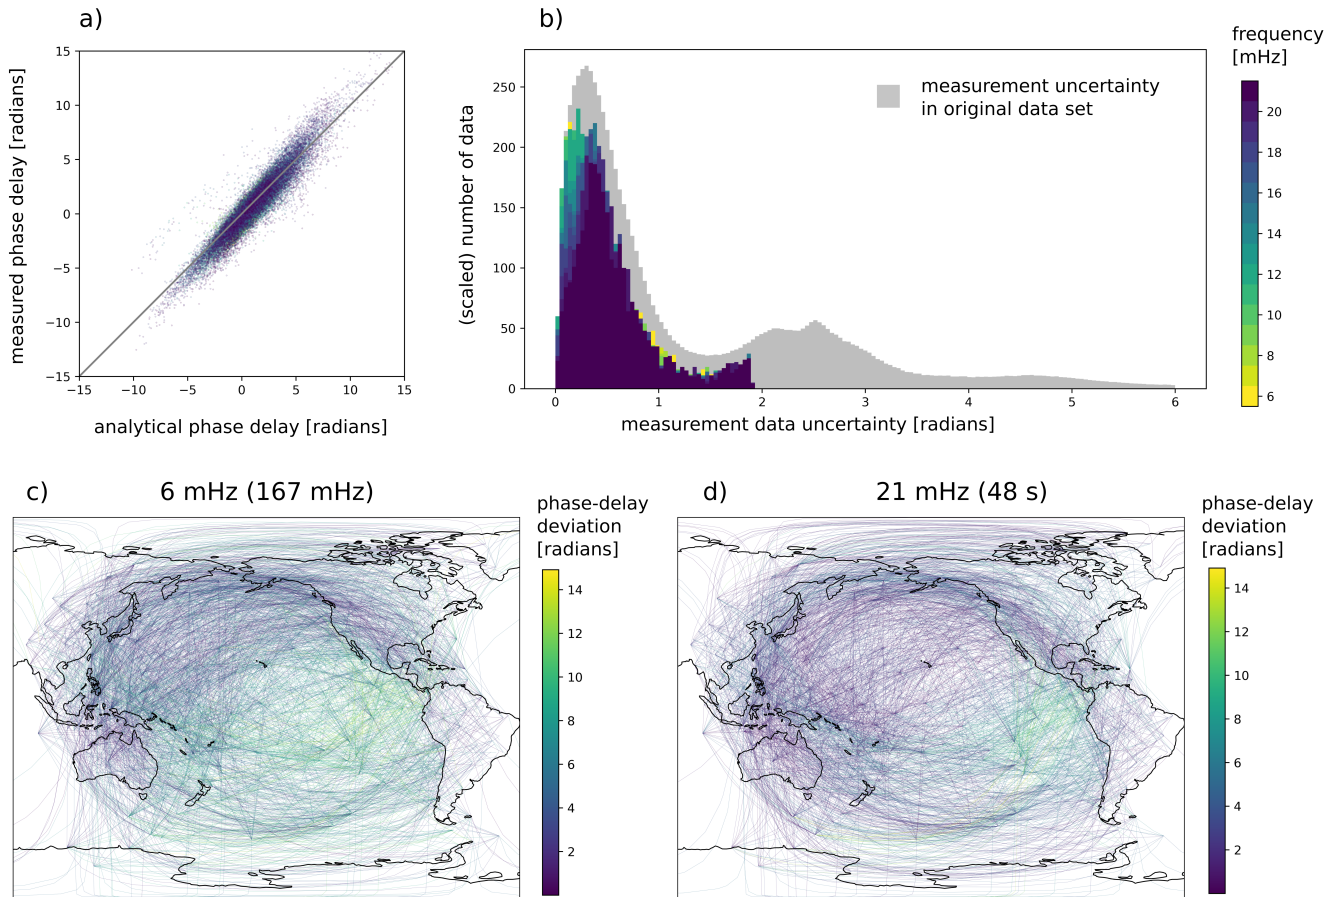 a)
measured phase delay [radians]
15
10
5
0
−5
−10
−15
−15 −10 −5 0 5 10 15
analytical phase delay [radians]
b)
(scaled) number of data
250
200
150
100
50
0
measurement uncertainty
in original data set
0 1 2 3 4 5 6
measurement data uncertainty [radians]
frequency
[mHz]
20
18
16
14
12
10
8
6
c)
6 mHz (167 mHz)
phase-delay
deviation
[radians]
14
12
10
8
6
4
2
d)
21 mHz (48 s)
phase-delay
deviation
[radians]
14
12
10
8
6
4
2